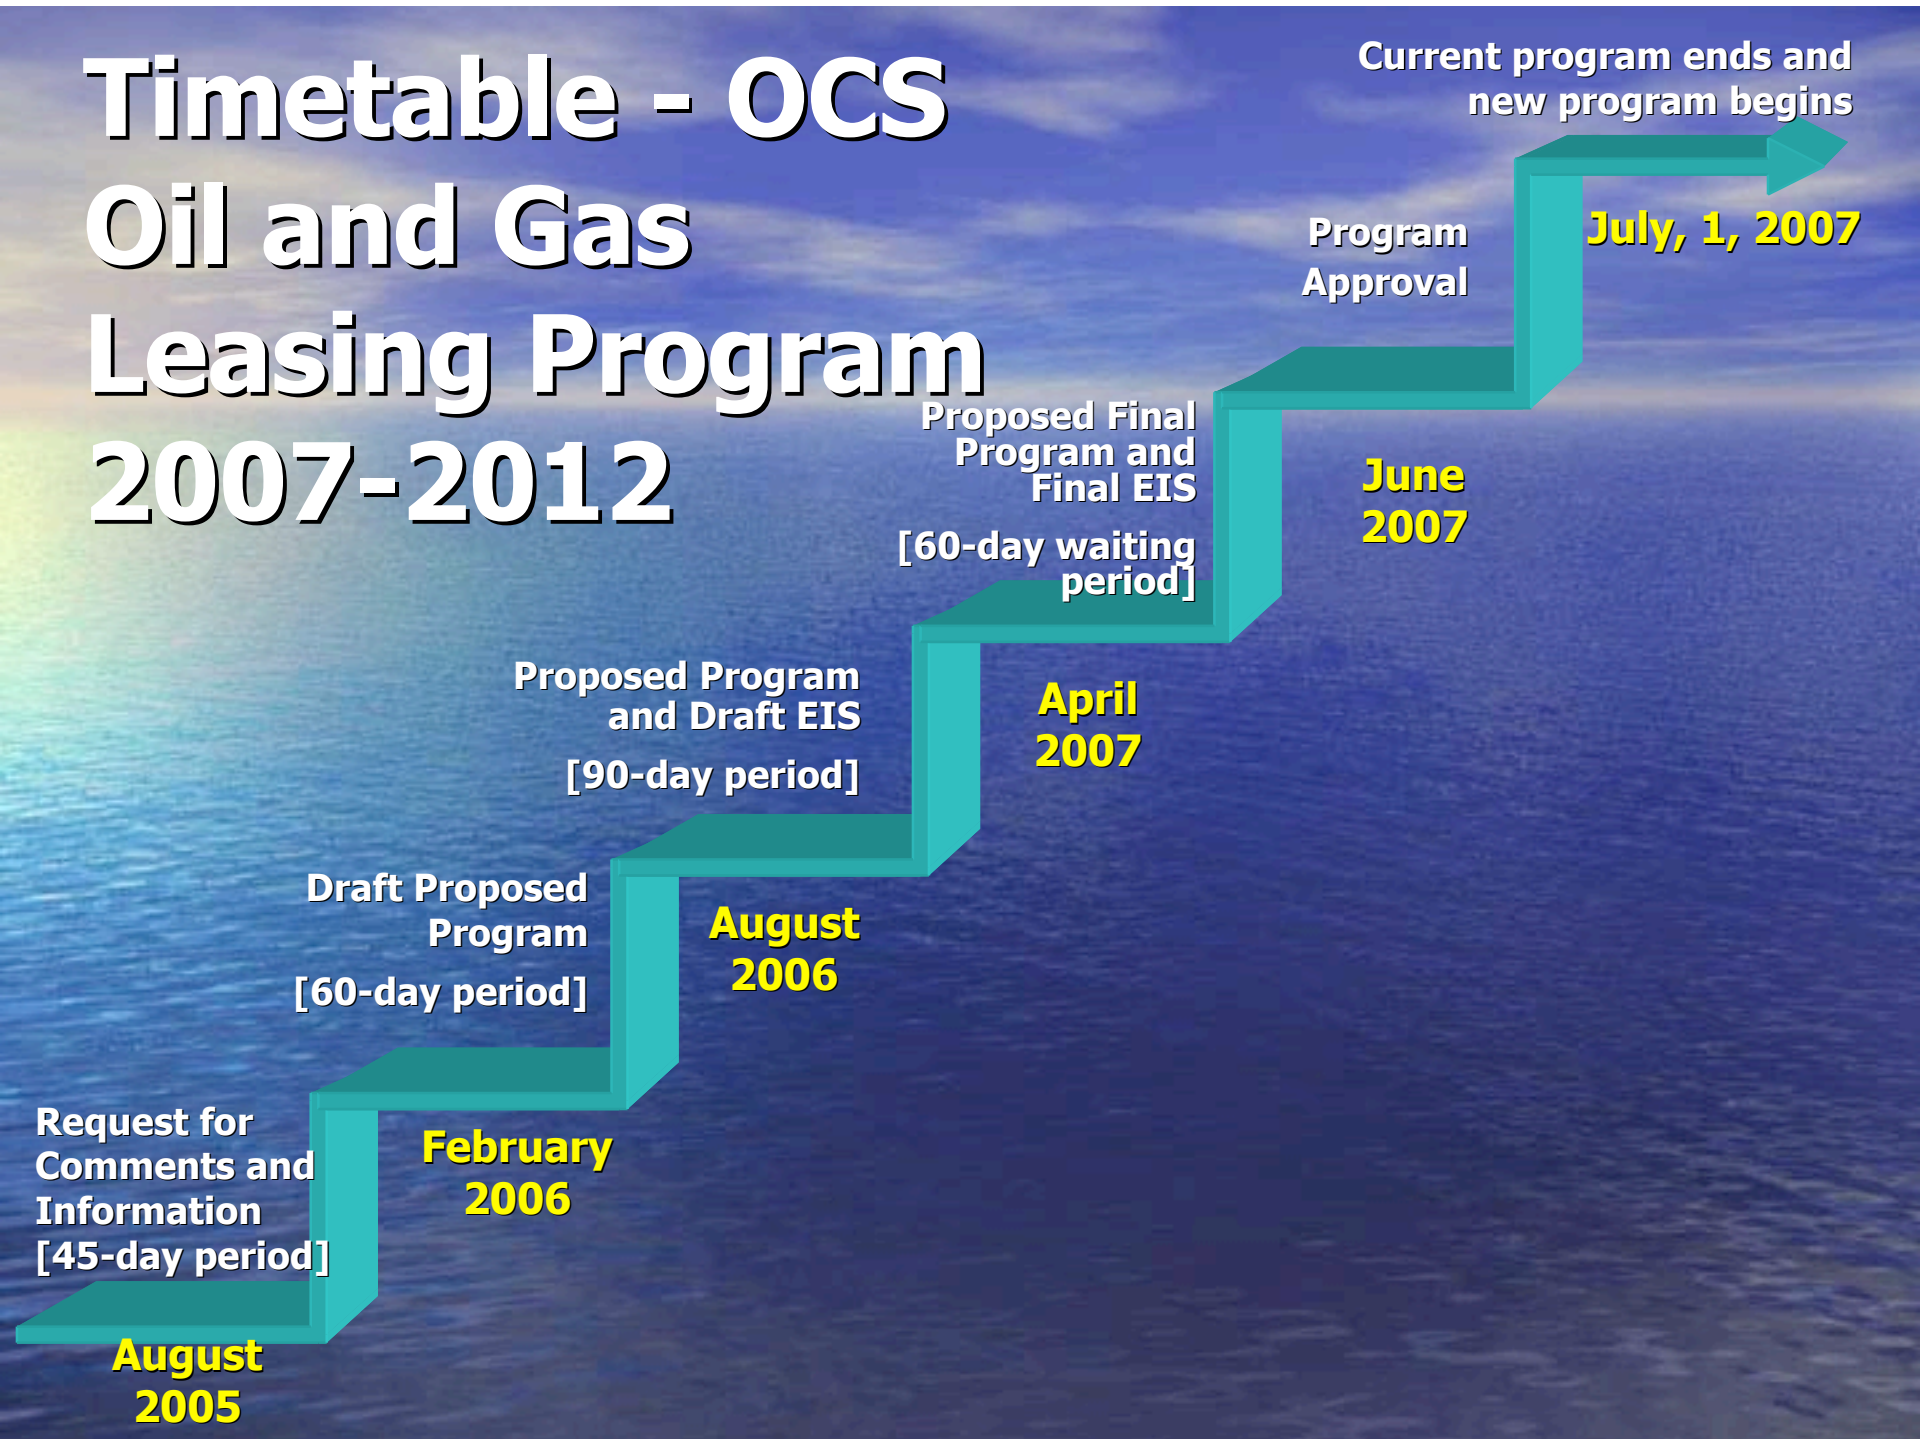 Timetable - OCS
Oil and Gas
Leasing Program
2007-2012
Current program ends and
new program begins
July, 1, 2007
Program
Approval
June
2007
Proposed Final
Program and
Final EIS
[60-day waiting
period]
April
2007
Proposed Program
and Draft EIS
[90-day period]
August
2006
Draft Proposed
Program
[60-day period]
February
2006
Request for
Comments and
Information
[45-day period]
August
2005